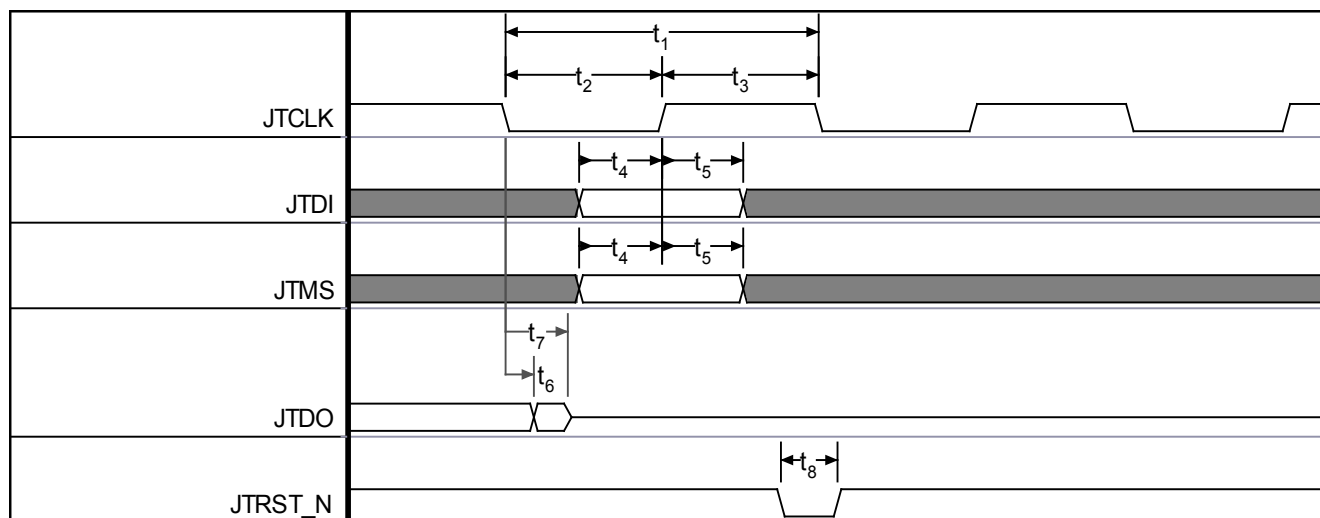 t1
t2 t3
JTCLK
t4 t5
JTDI
t4 t5
JTMS
t7
t6
JTDO
t8
JTRST_N